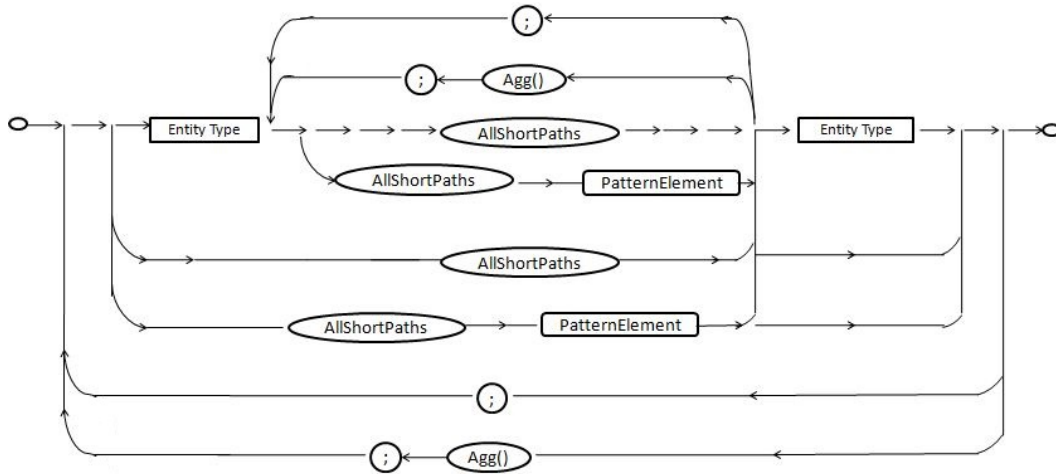 ;
; Agg()
Entity Type AllShortPaths Entity Type
AllShortPaths PatternElement
AllShortPaths
AllShortPaths PatternElement
;
; Agg()